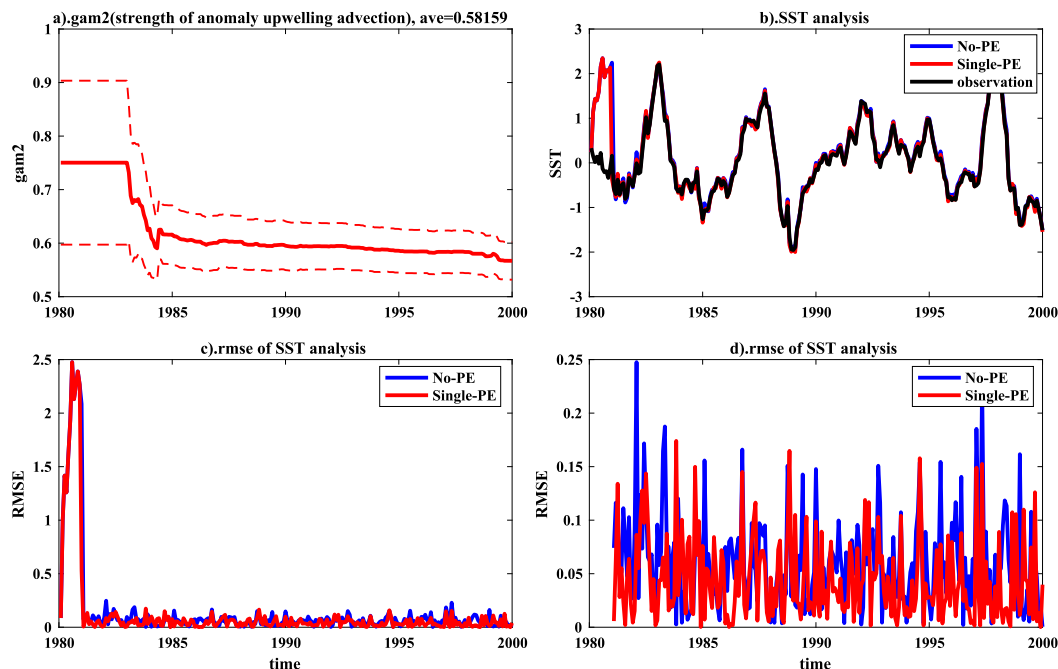 a).gam2(strength of anomaly upwelling advection), ave=0.58159
1
0.9
0.8
0.7
0.6
0.5
gam2
1980 1985 1990 1995 2000
b).SST analysis
3
2
1
0
-1
-2
-3
SST
No-PE
Single-PE
observation
1980 1985 1990 1995 2000
c).rmse of SST analysis
2.5
2
1.5
1
0.5
0
RMSE
No-PE
Single-PE
1980 1985 1990 1995 2000
time
d).rmse of SST analysis
0.25
0.2
0.15
0.1
0.05
0
RMSE
No-PE
Single-PE
1980 1985 1990 1995 2000
time